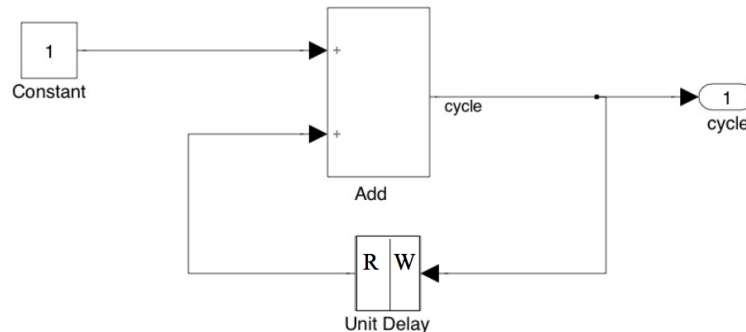 1
Constant
+
+
cycle
Add
1
cycle
R W
Unit Delay